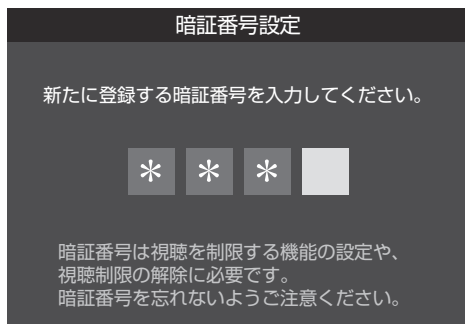 暗証番号設定
新たに登録する暗証番号を入力してください。
＊ ＊ ＊
暗証番号は視聴を制限する機能の設定や、
視聴制限の解除に必要です。
暗証番号を忘れないようご注意ください。